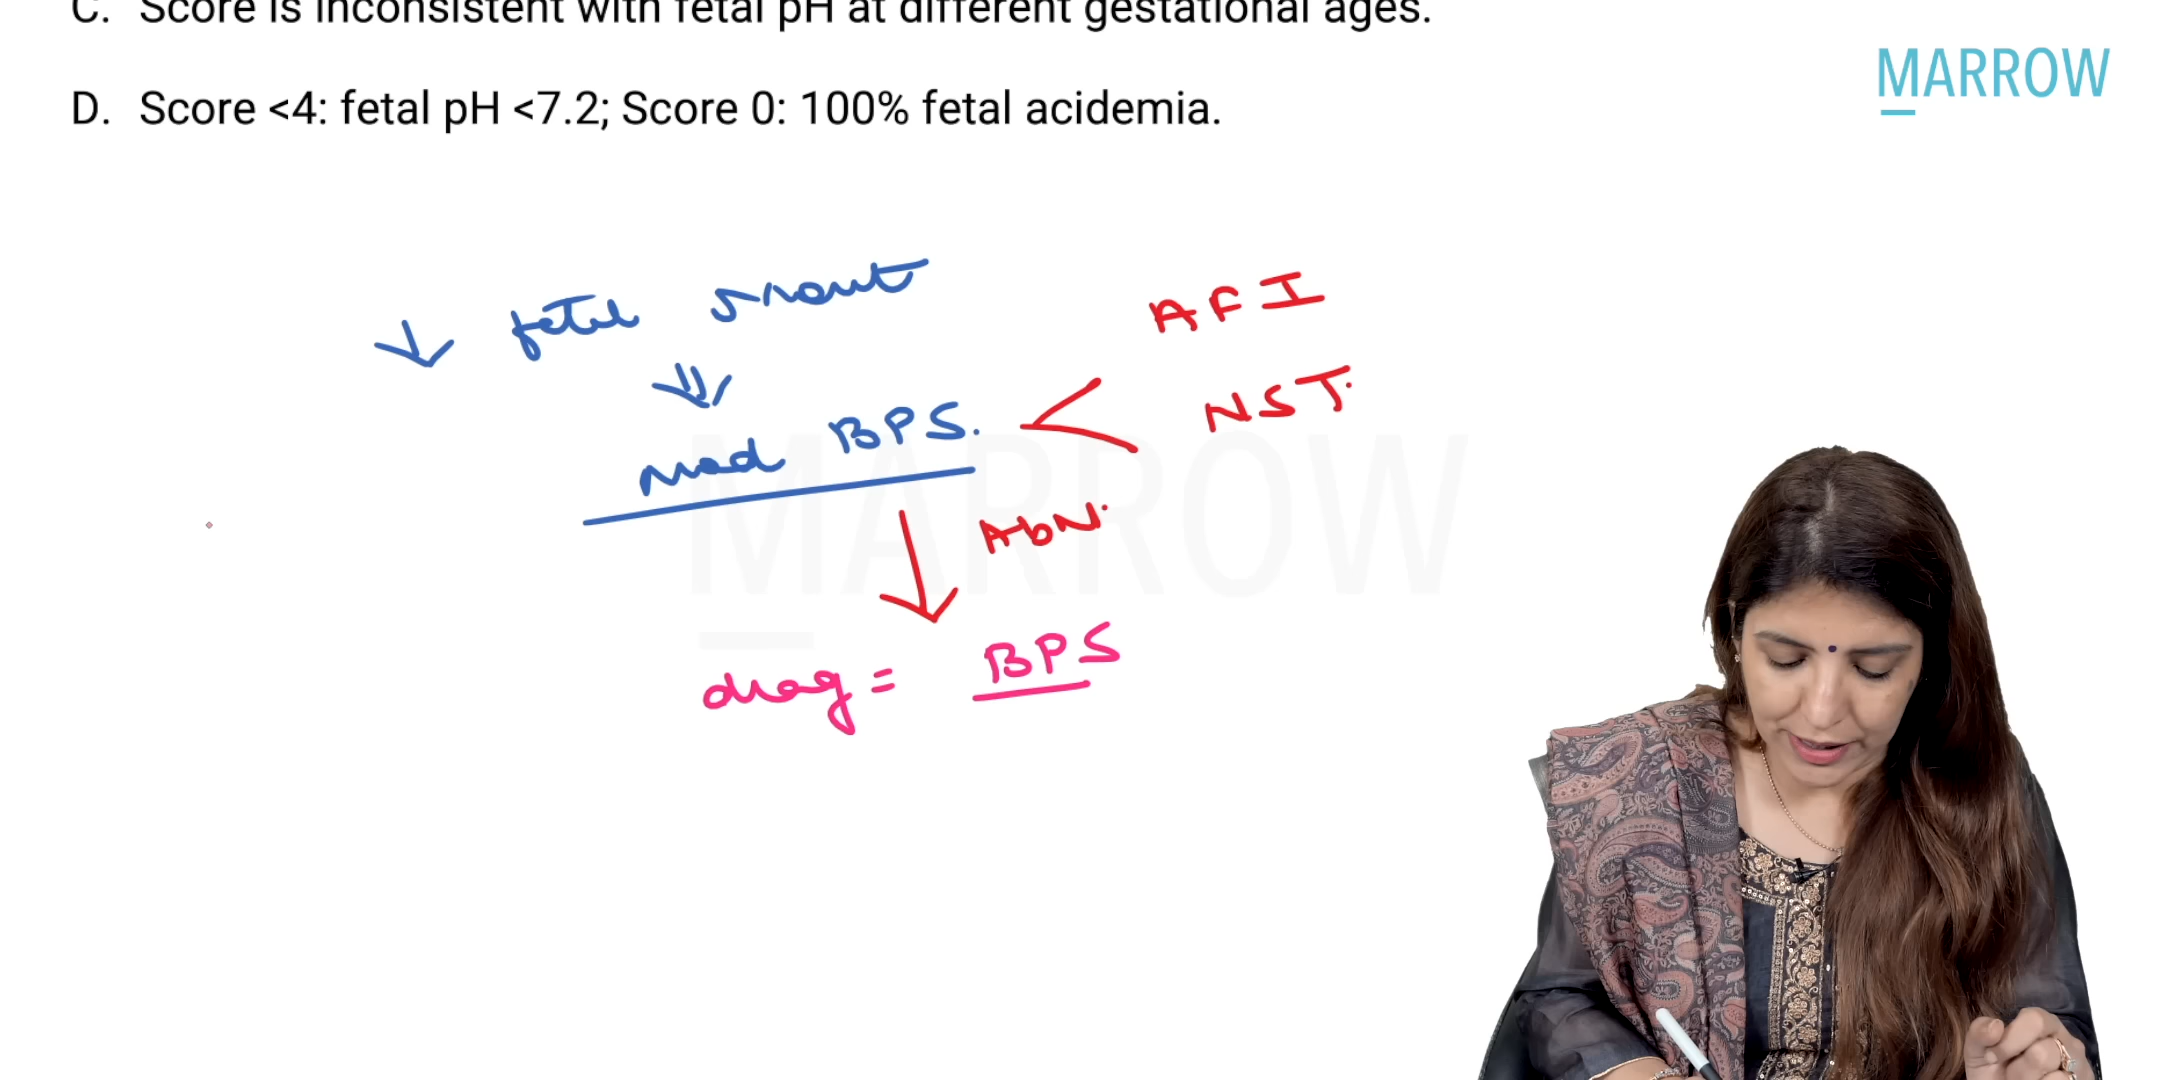 C. Score is inconsistent with fetal pH at different gestational ages.
MARROW
D. Score <4: fetal pH <7.2; Score 0: 100% fetal acidemia.
↓ fetal
AFI
NST.
mod BPS.
MARROW
AbN.
diag = BPS